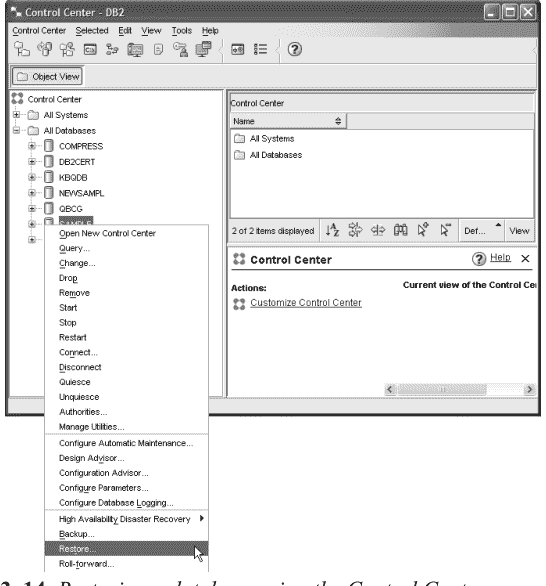 Control Center - DB2
Control Center Selected Edit View Tools Help
Object View
Control Center
All Systems
All Databases
COMPRESS
DB2CERT
KBQDB
NEWSAMPL
QBCG
SAMPLE
Control Center
Name
All Systems
All Databases
2 of 2 items displayed Def... View
Control Center Help
Actions: Current view of the Control Cen
Customize Control Center
Open New Control Center
Query...
Change...
Drop
Remove
Start
Stop
Restart
Connect...
Disconnect
Quiesce
Unquiesce
Authorities...
Manage Utilities...
Configure Automatic Maintenance...
Design Advisor...
Configuration Advisor...
Configure Parameters...
Configure Database Logging...
High Availability Disaster Recovery
Backup...
Restore...
Roll-forward...